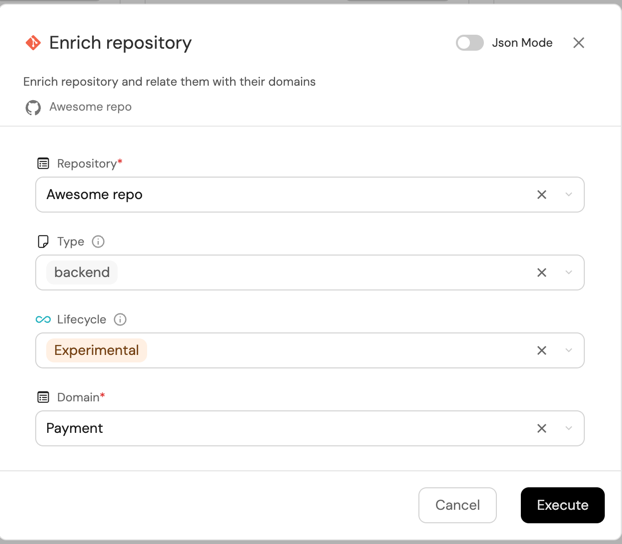 Enrich repository
Json Mode
Enrich repository and relate them with their domains
Awesome repo
Repository*
Awesome repo
Type
backend
Lifecycle
Experimental
Domain*
Payment
Cancel
Execute